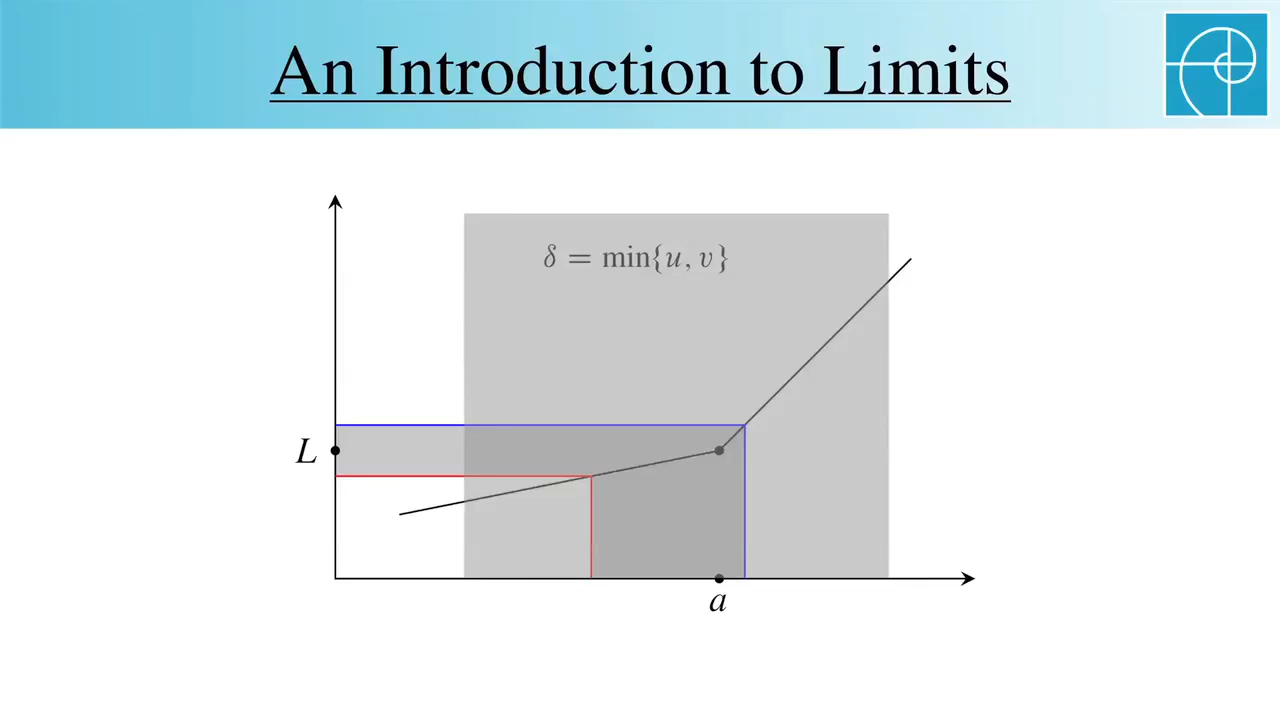 An Introduction to Limits
δ = min{u, v}
L
a